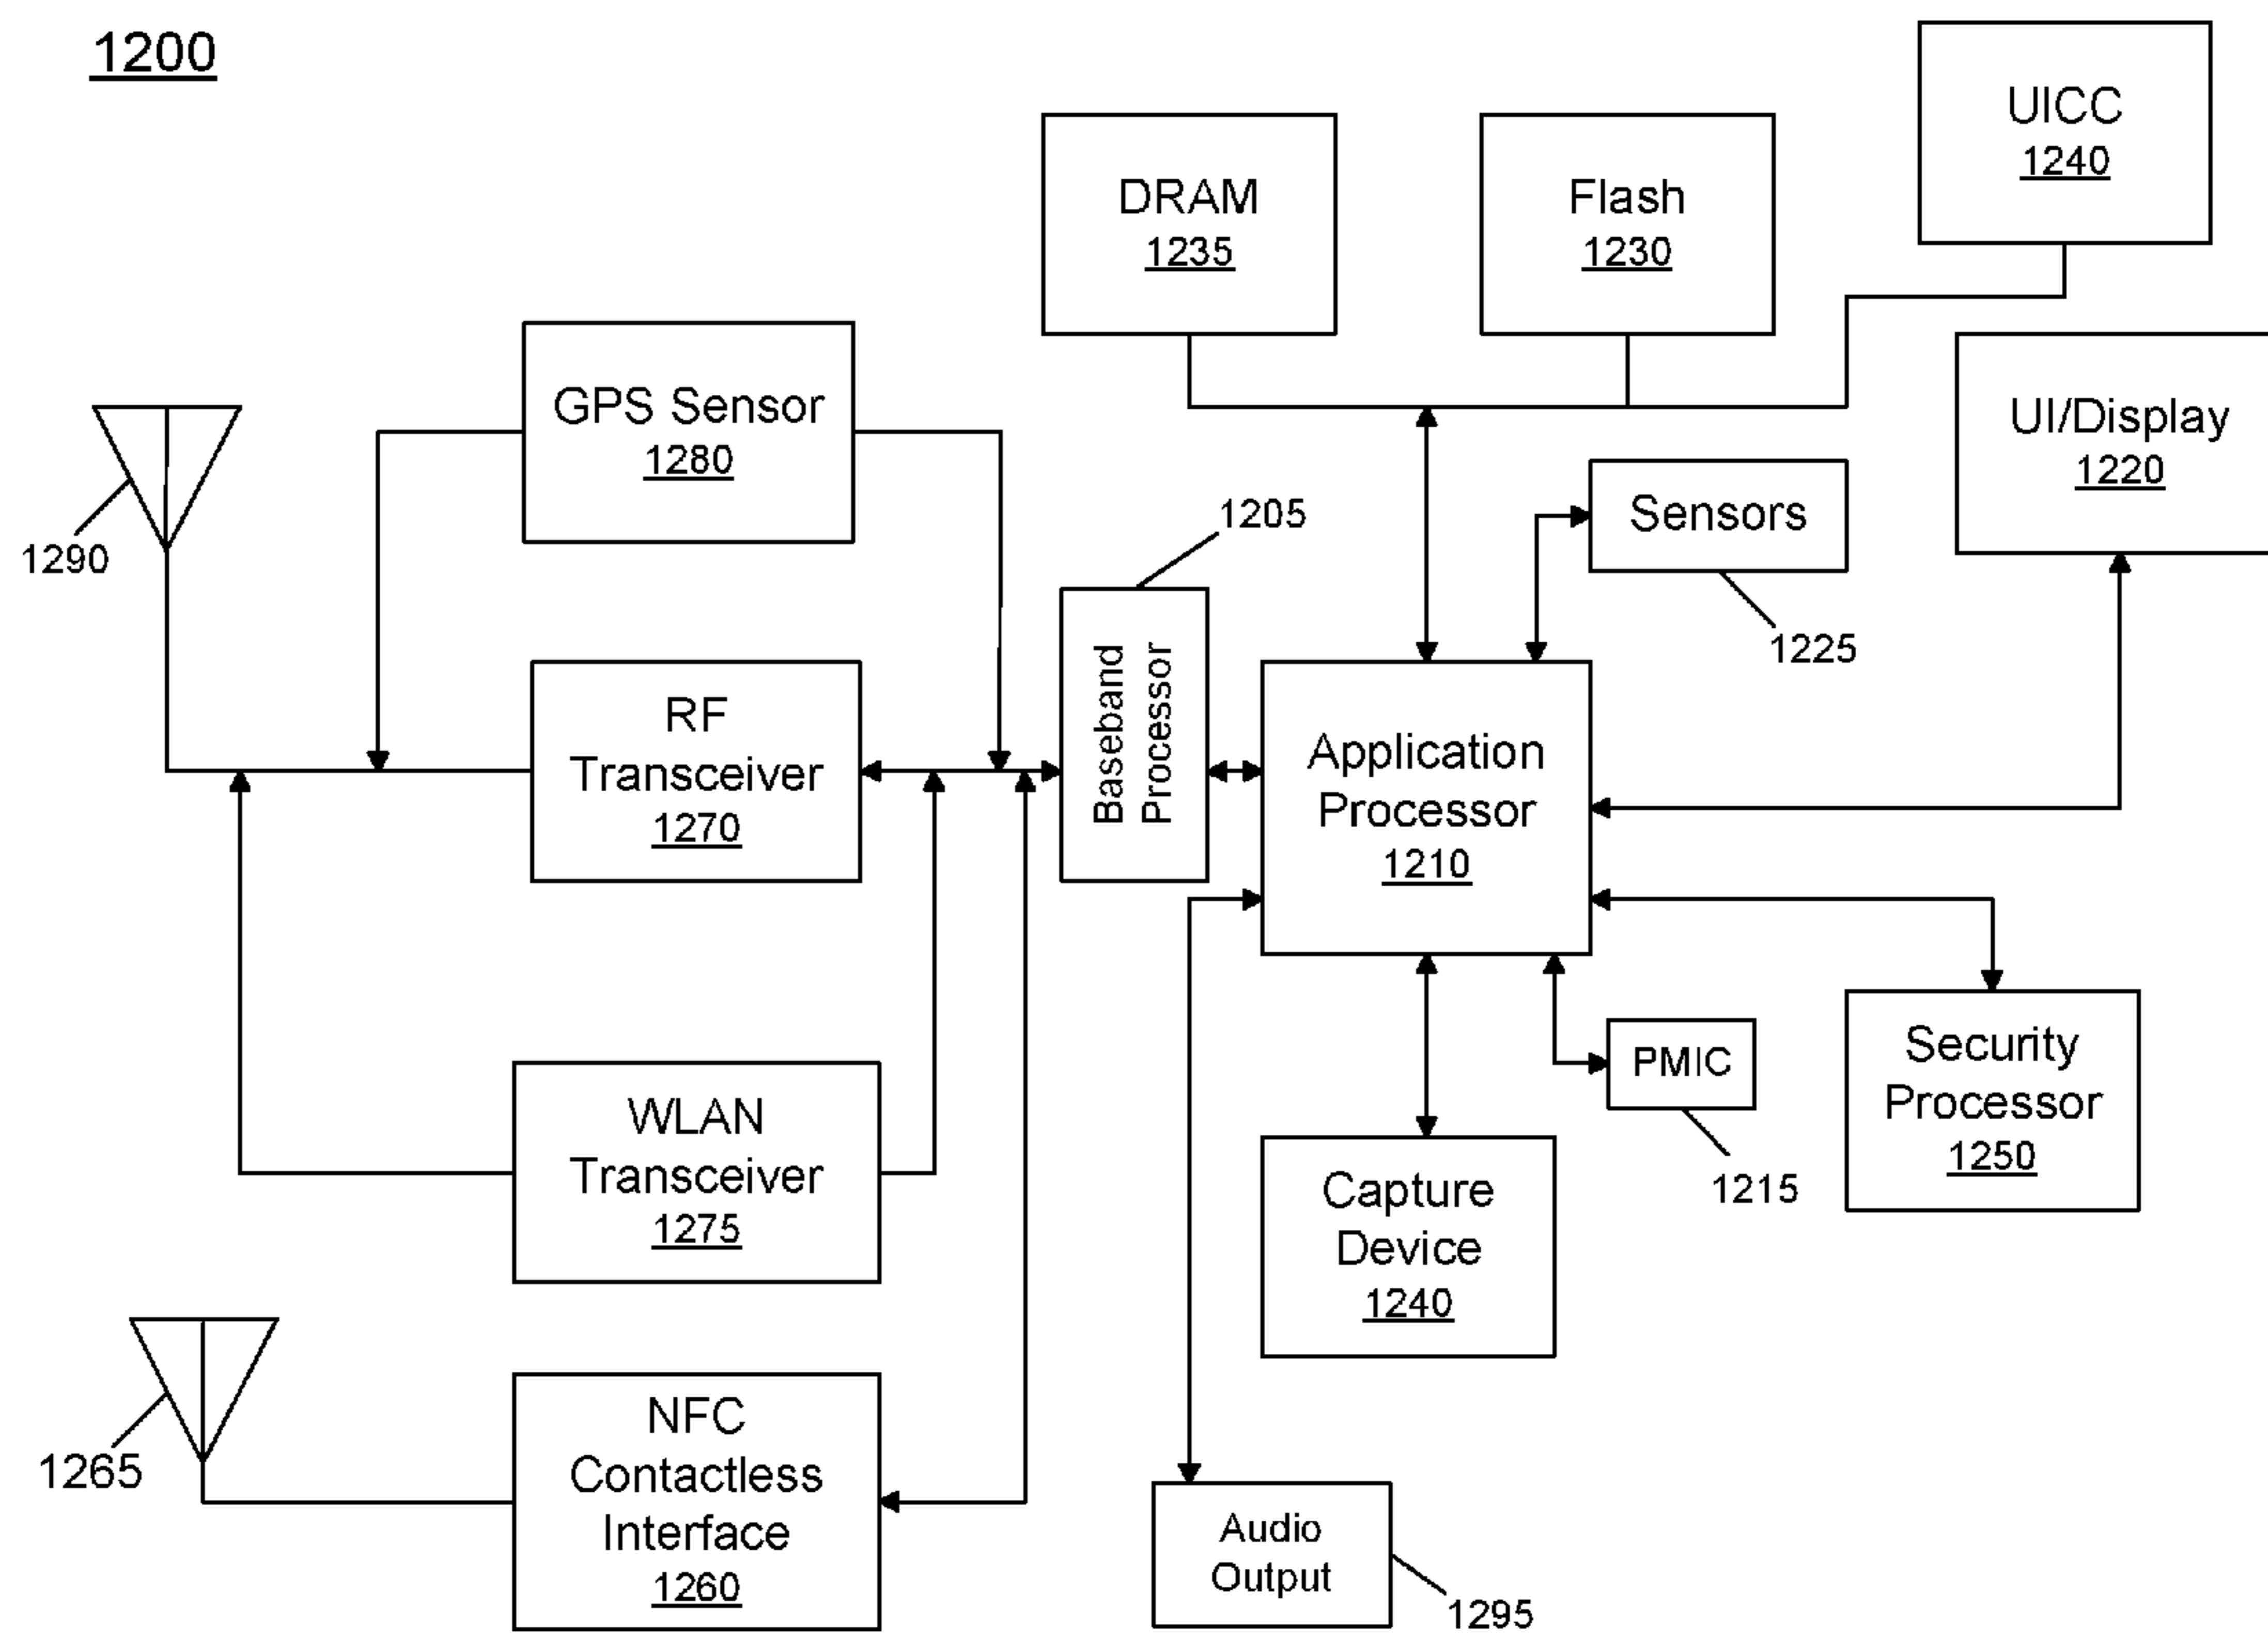 1200
UICC
1240
DRAM
1235
Flash
1230
GPS Sensor
1280
UI/Display
1220
1290
1205
Sensors
1225
RF
Transceiver
1270
Baseband
Processor
Application
Processor
1210
WLAN
Transceiver
1275
PMIC
1215
Security
Processor
1250
Capture
Device
1240
1265
NFC
Contactless
Interface
1260
Audio
Output
1295